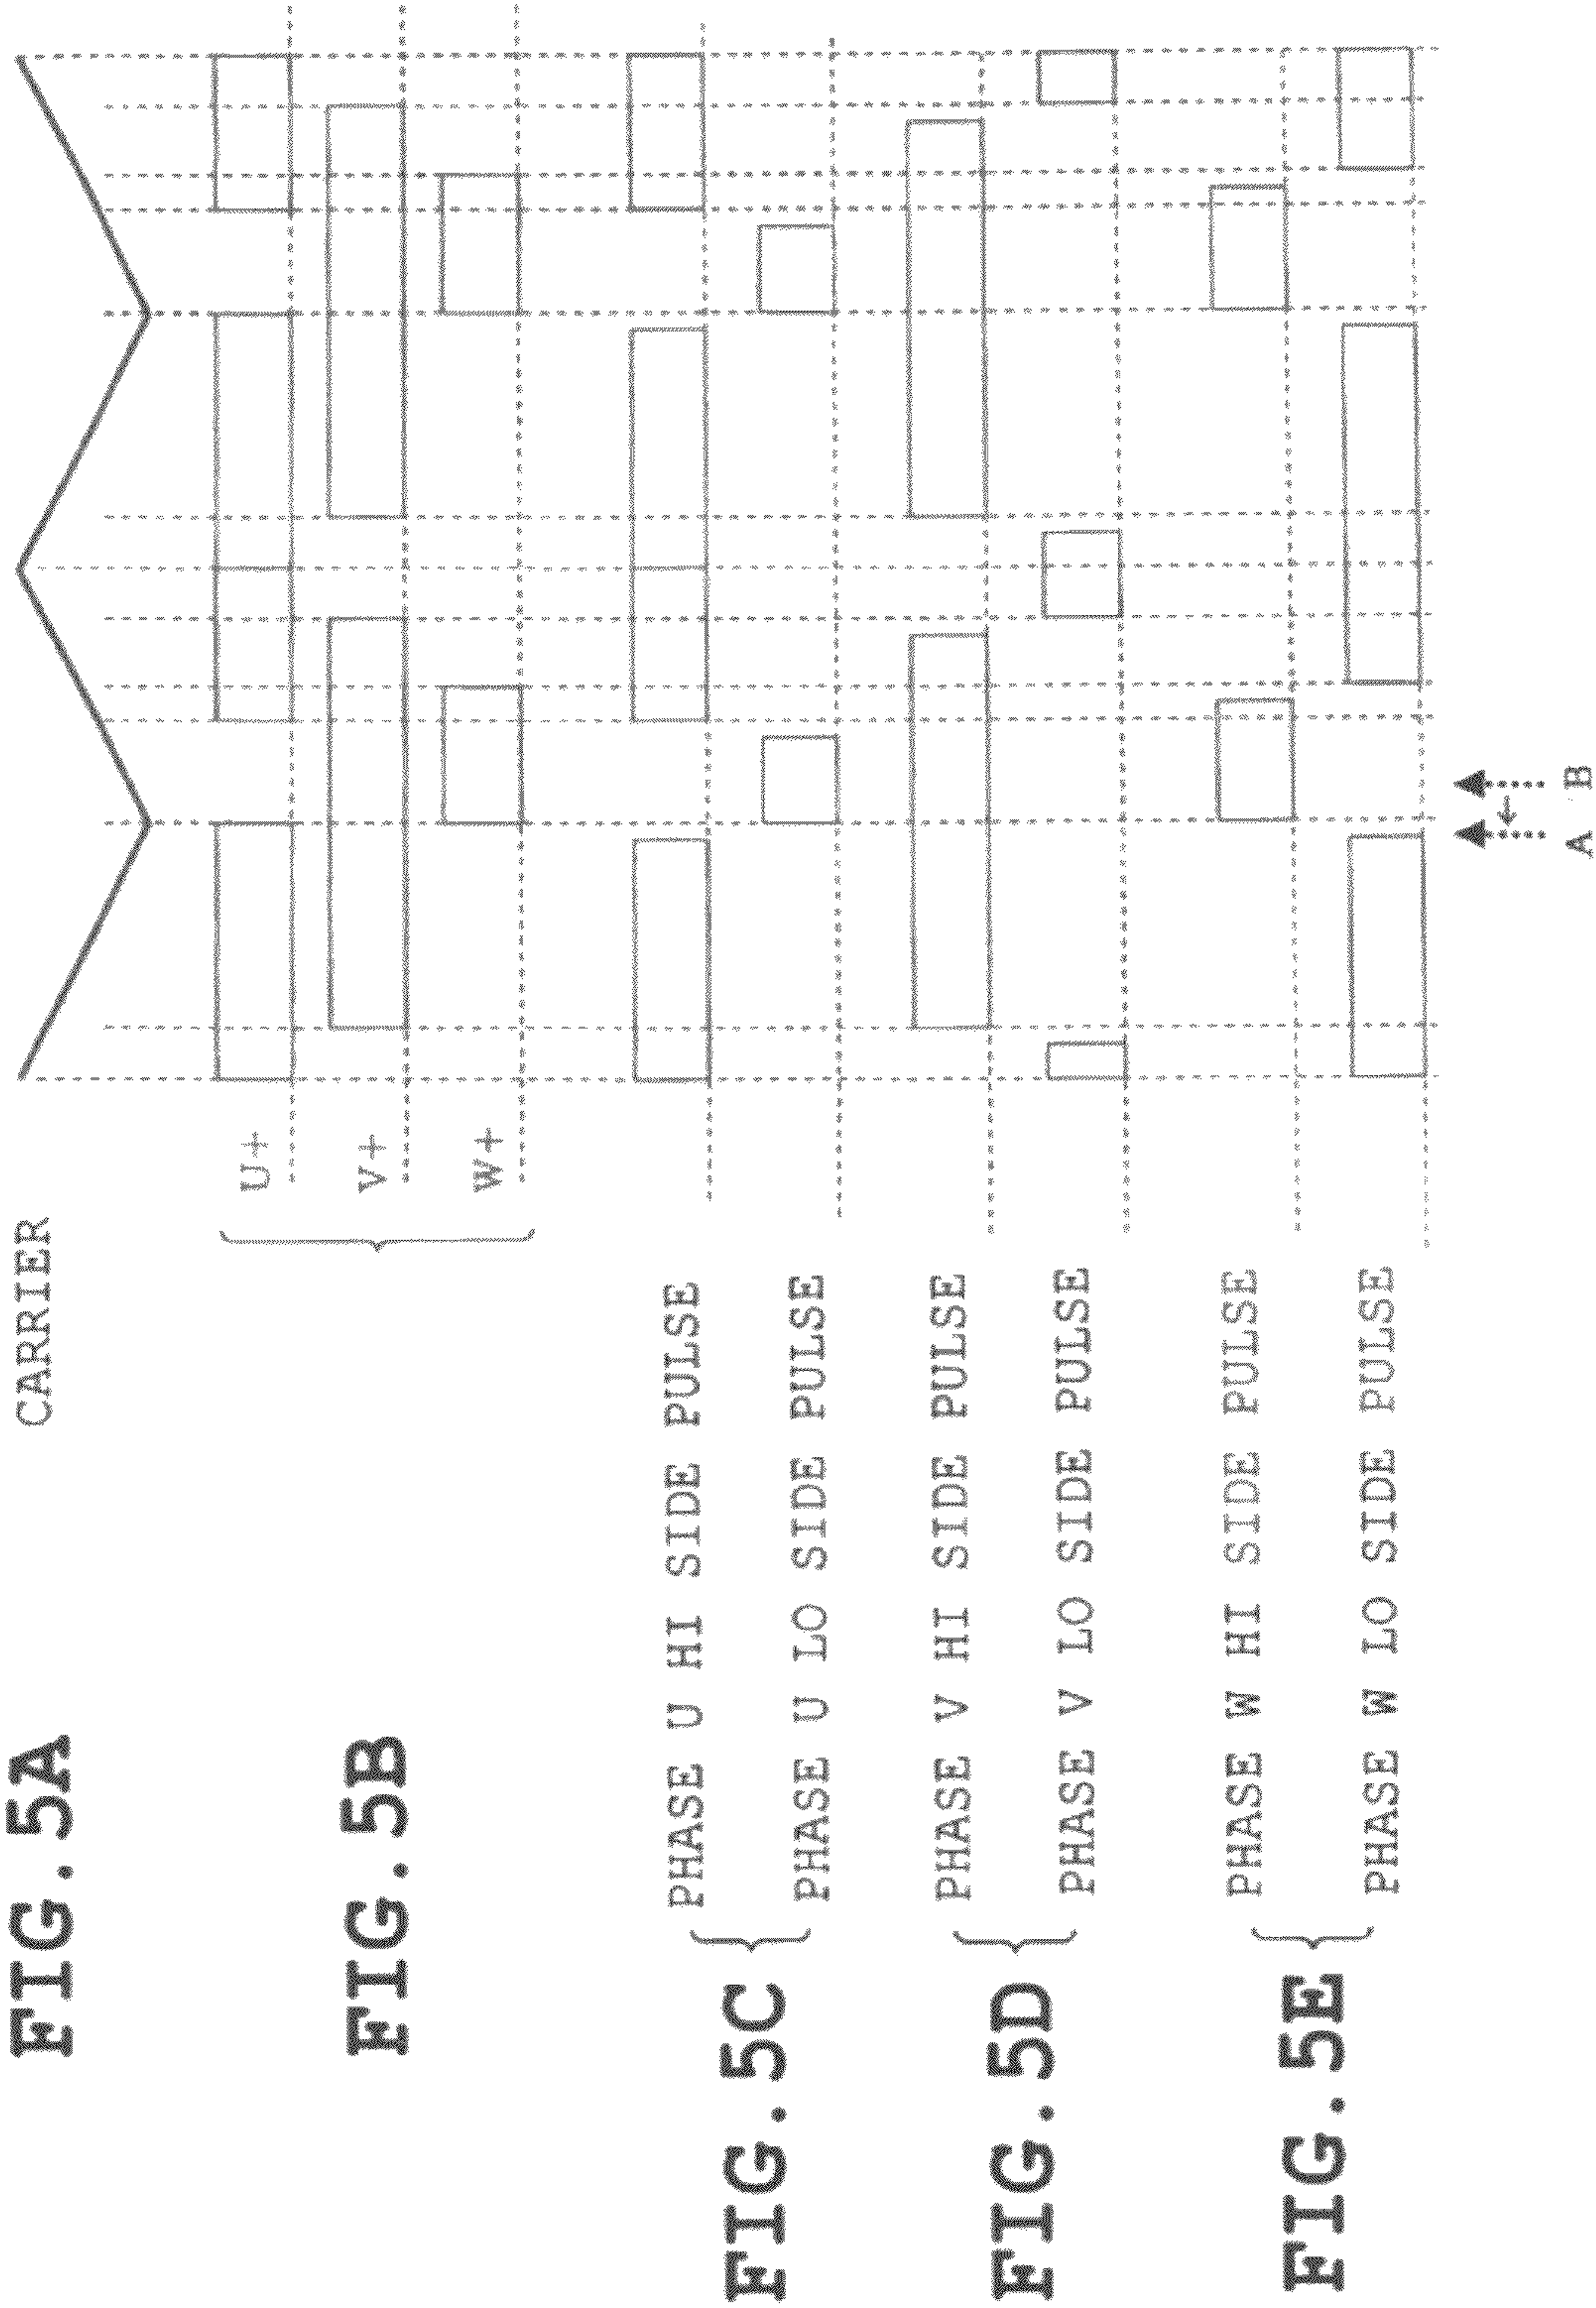 FIG.5A
CARRIER
FIG.5B
U+
V+
W+
FIG.5C
PHASE U HI SIDE PULSE
PHASE U LO SIDE PULSE
FIG.5D
PHASE V HI SIDE PULSE
PHASE V LO SIDE PULSE
FIG.5E
PHASE W HI SIDE PULSE
PHASE W LO SIDE PULSE
A B